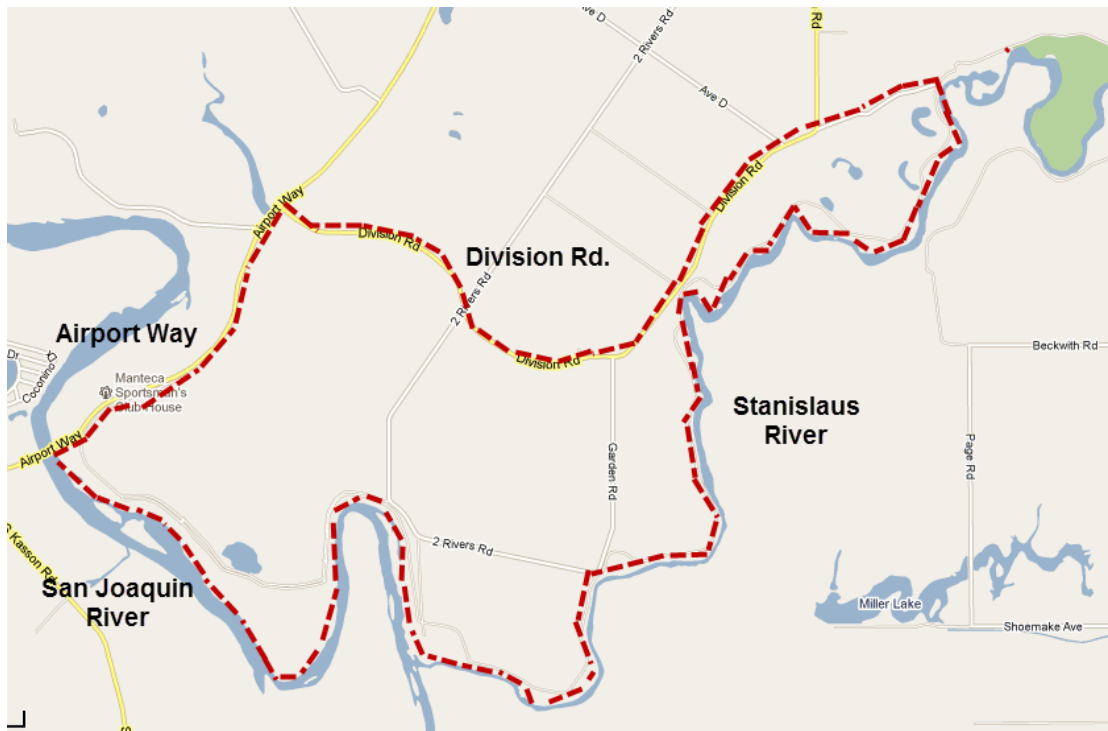 ve D
2 Rivers Rd
Rd
Ave D
Airport Way
Division Rd
Division Rd
Division Rd.
2 Rivers Rd
Airport Way
Dr
Coconino
Ct
Manteca
Sportsman's
Club House
Division Rd
Beckwith Rd
Stanislaus
River
Airport Way
Garden Rd
Page Rd
S Kasson Rd
2 Rivers Rd
San Joaquin
River
Miller Lake
Shoemake Ave
S